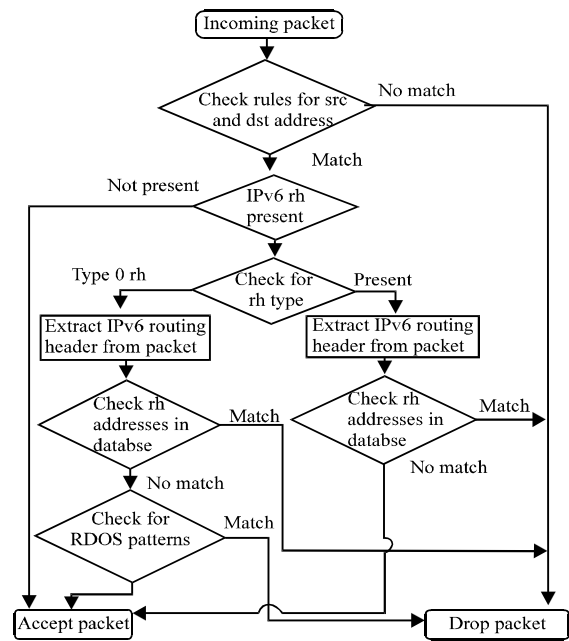 Incoming packet
Check rules for src
and dst address
No match
Match
Not present
IPv6 rh
present
Type 0 rh
Check for
rh type
Present
Extract IPv6 routing
header from packet
Extract IPv6 routing
header from packet
Check rh
addresses in
databse
Match
Check rh
addresses in
databse
Match
No match
No match
Check for
RDOS patterns
Match
Accept packet
Drop packet